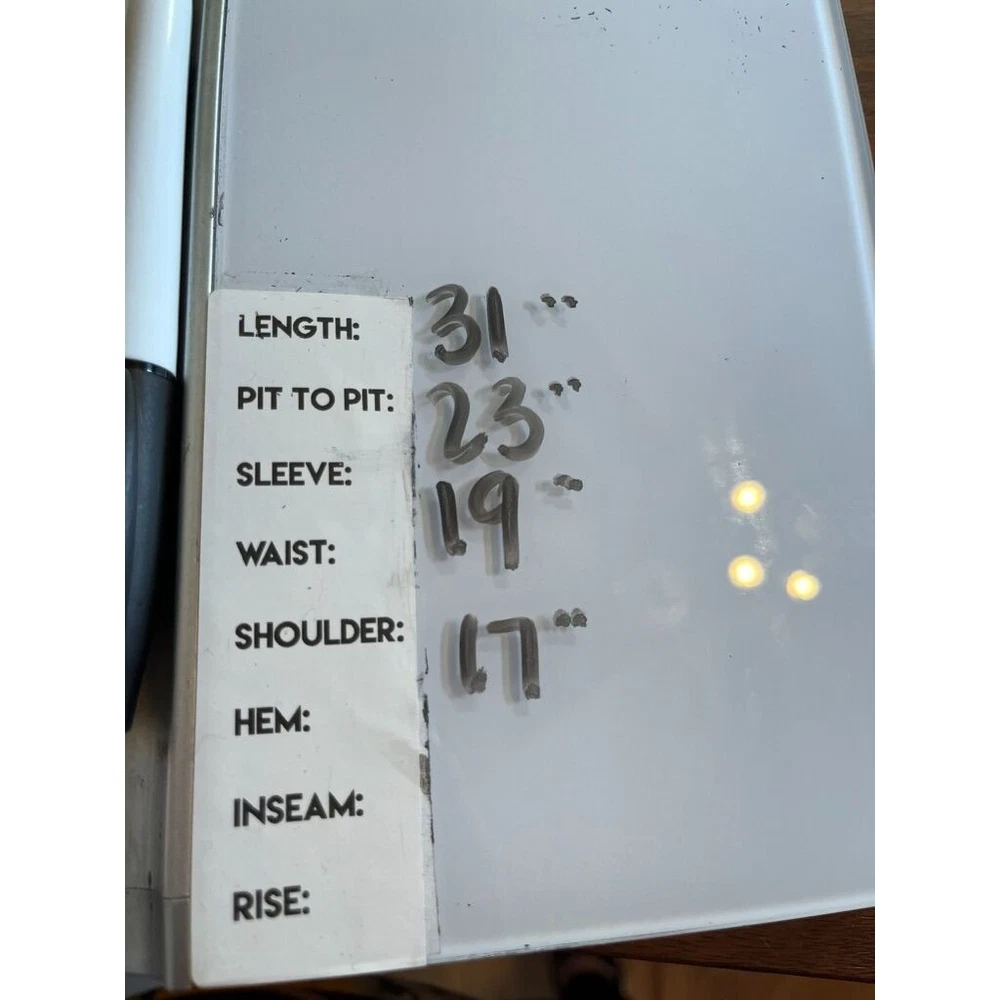 LENGTH: 31"
PIT TO PIT: 23"
SLEEVE: 19"
WAIST:
SHOULDER: 17"
HEM:
INSEAM:
RISE: